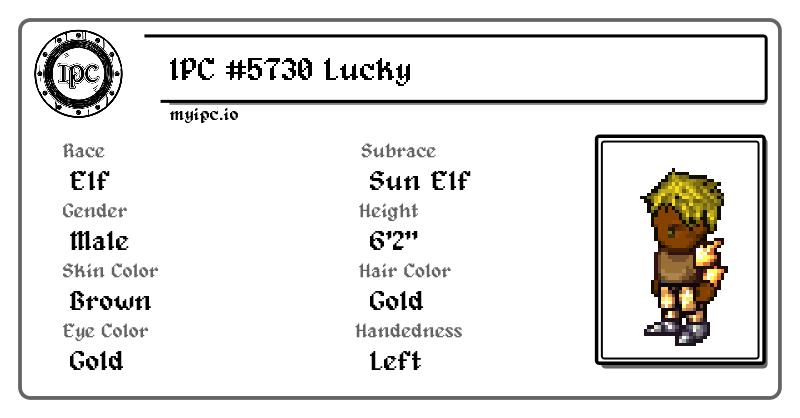 IPC
IPC #5730 Lucky
myipc.io
Race
Elf
Subrace
Sun Elf
Gender
Male
Height
6'2"
Skin Color
Brown
Hair Color
Gold
Eye Color
Gold
Handedness
Left